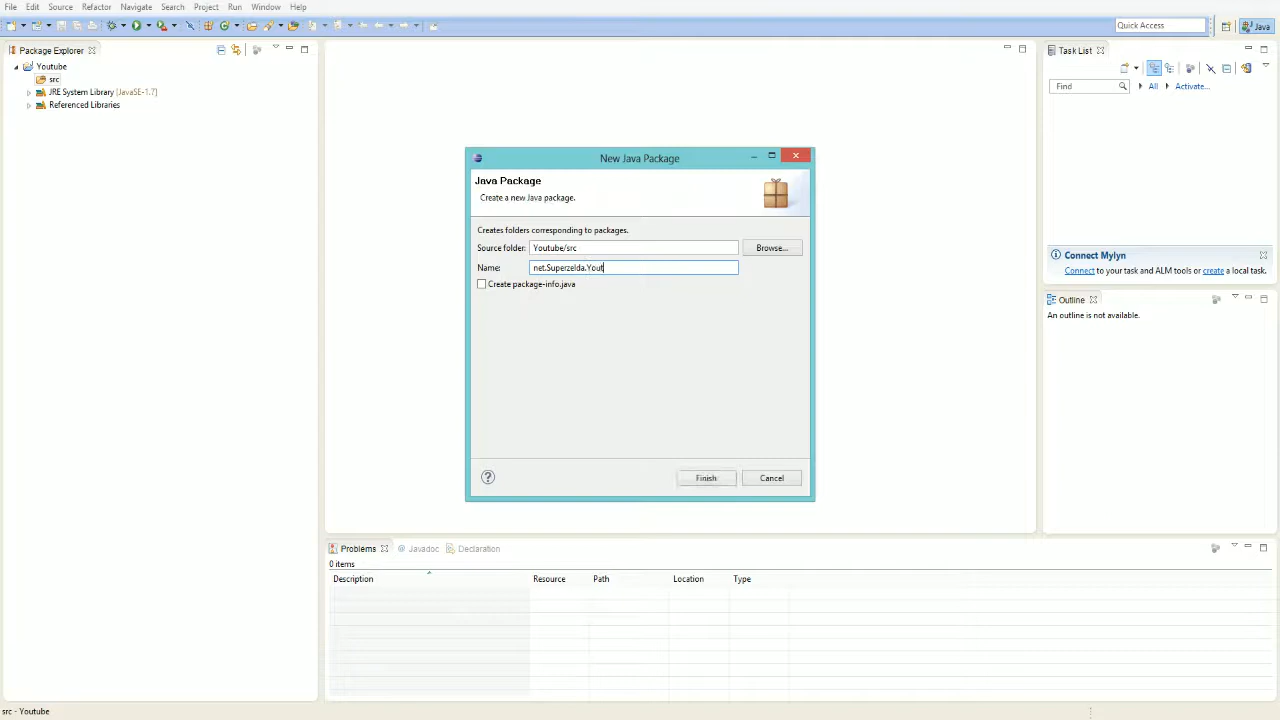 File Edit Source Refactor Navigate Search Project Run Window Help
Quick Access
Java
Package Explorer
Task List
Youtube
src
JRE System Library [JavaSE-1.7]
Referenced Libraries
Find All Activate...
New Java Package
Java Package
Create a new Java package.
Creates folders corresponding to packages.
Source folder: Youtube/src Browse...
Name: net.Superzelda.Yout
Create package-info.java
Connect Mylyn
Connect to your task and ALM tools or create a local task.
Outline
An outline is not available.
? Finish Cancel
Problems @ Javadoc Declaration
0 items
Description Resource Path Location Type
src - Youtube